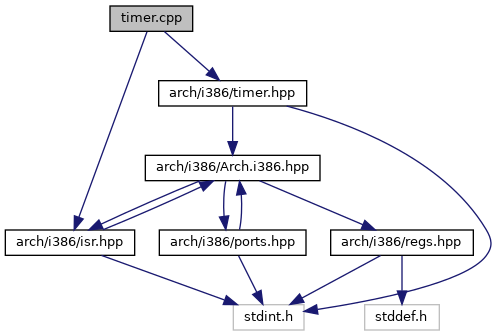 timer.cpp
arch/i386/timer.hpp
arch/i386/Arch.i386.hpp
arch/i386/isr.hpp
arch/i386/ports.hpp
arch/i386/regs.hpp
stdint.h
stddef.h